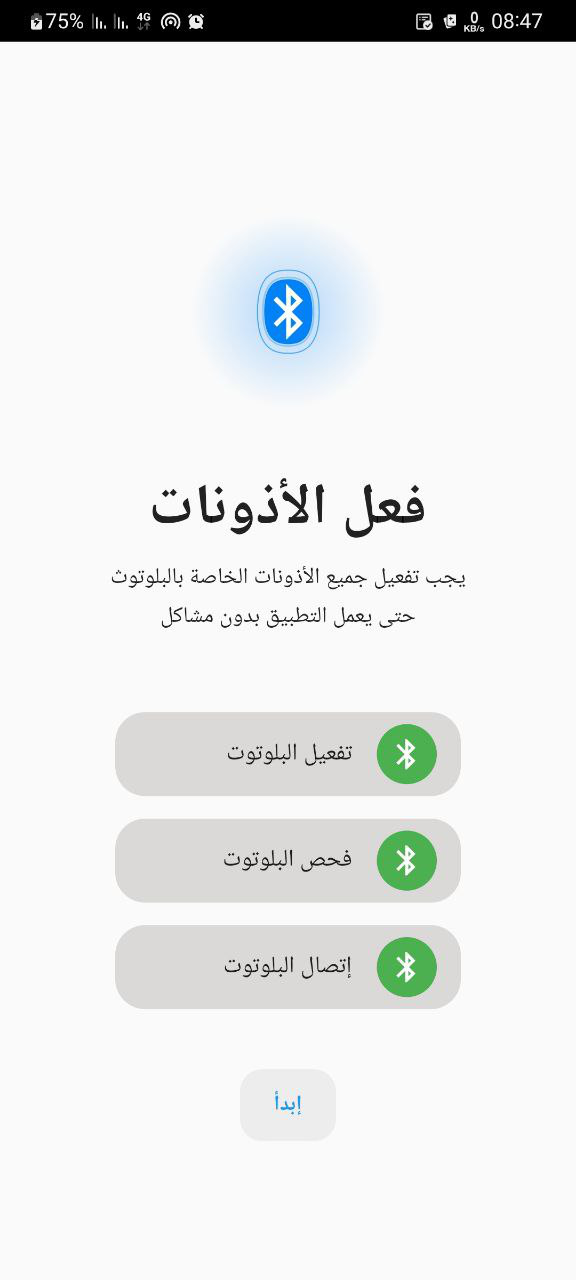 75% 4G 0 KB/s 08:47
فعل الأذونات
يجب تفعيل جميع الأذونات الخاصة بالبلوتوث
حتى يعمل التطبيق بدون مشاكل
تفعيل البلوتوت
فحص البلوتوت
إتصال البلوتوت
إبدأ